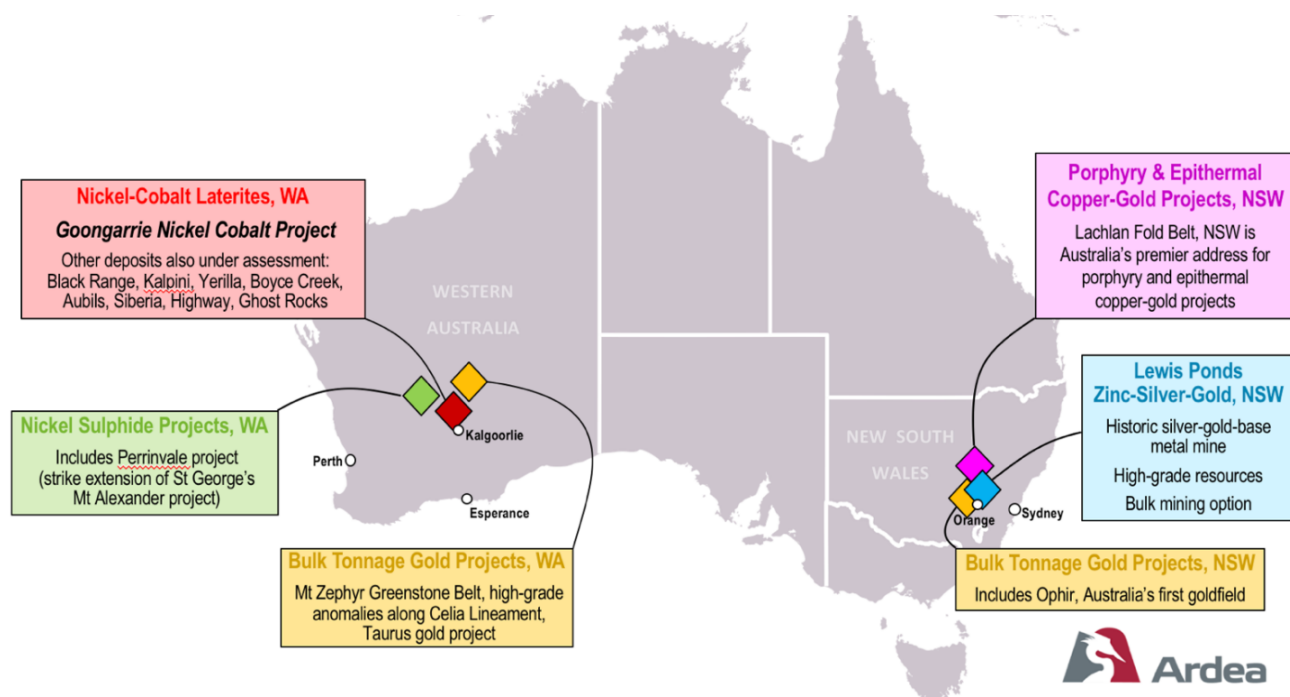 Nickel-Cobalt Laterites, WA
Goongarrie Nickel Cobalt Project
Other deposits also under assessment:
Black Range, Kalpini, Yerilla, Boyce Creek,
Aubils, Siberia, Highway, Ghost Rocks
Porphyry & Epithermal
Copper-Gold Projects, NSW
Lachlan Fold Belt, NSW is
Australia's premier address for
porphyry and epithermal
copper-gold projects
WESTERN
AUSTRALIA
Lewis Ponds
Zinc-Silver-Gold, NSW
Historic silver-gold-base
metal mine
High-grade resources
Bulk mining option
Nickel Sulphide Projects, WA
Includes Perrinvale project
(strike extension of St George's
Mt Alexander project)
Kalgoorlie
Perth
Esperance
NEW SOUTH
WALES
Orange
Sydney
Bulk Tonnage Gold Projects, WA
Mt Zephyr Greenstone Belt, high-grade
anomalies along Celia Lineament,
Taurus gold project
Bulk Tonnage Gold Projects, NSW
Includes Ophir, Australia's first goldfield
Ardea